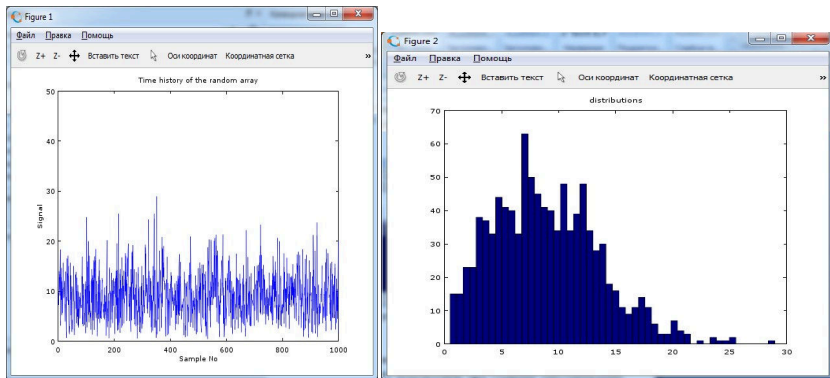 Figure 1
Файл Правка Помощь
Z+ Z- Вставить текст Оси координат Координатная сетка »
Time history of the random array
50
40
30
20
10
0
Signal
0 200 400 600 800 1000
Sample No
Figure 2
Файл Правка Помощь
Z+ Z- Вставить текст Оси координат Координатная сетка »
distributions
70
60
50
40
30
20
10
0
0 5 10 15 20 25 30